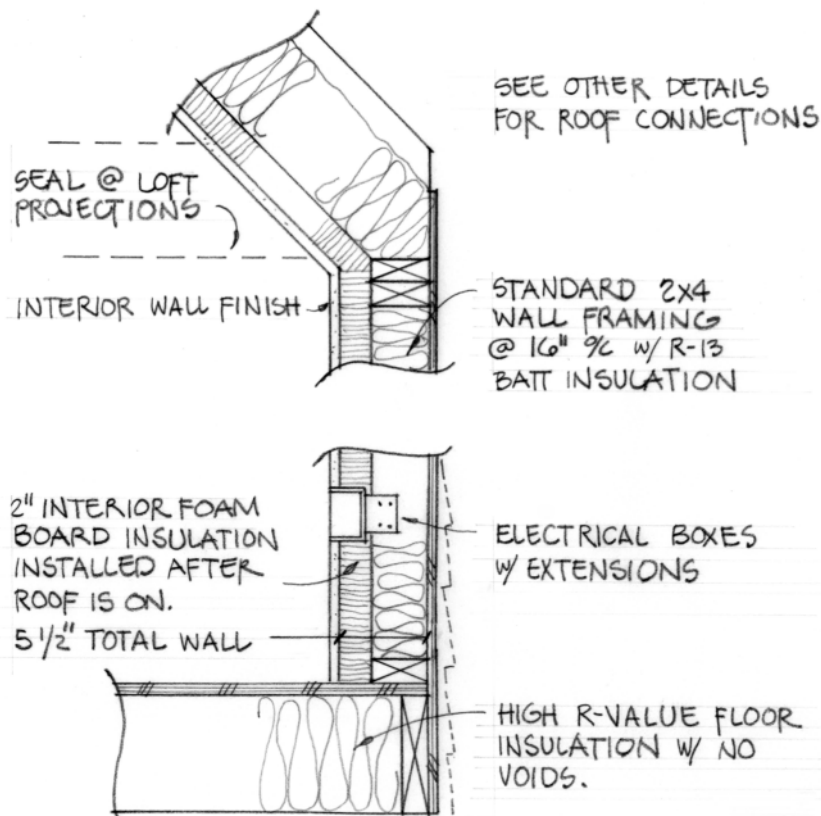 SEE OTHER DETAILS
FOR ROOF CONNECTIONS
SEAL @ LOFT
PROJECTIONS
INTERIOR WALL FINISH
STANDARD 2x4
WALL FRAMING
@ 16" o/c w/ R-13
BATT INSULATION
2" INTERIOR FOAM
BOARD INSULATION
INSTALLED AFTER
ROOF IS ON.
5 1/2" TOTAL WALL
ELECTRICAL BOXES
w/ EXTENSIONS
HIGH R-VALUE FLOOR
INSULATION w/ NO
VOIDS.